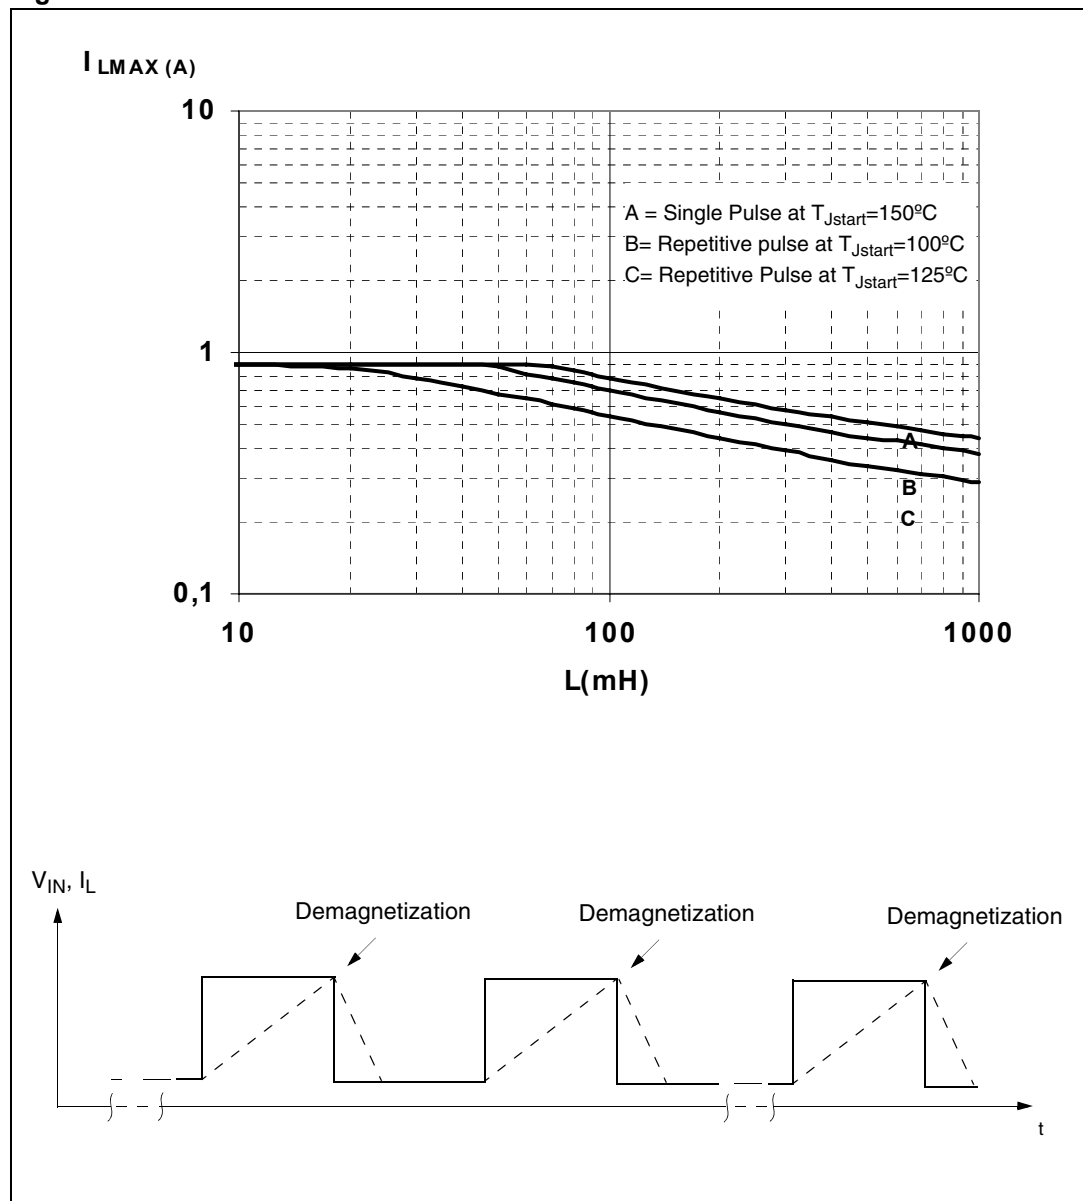 I LMAX (A)
10
A = Single Pulse at TJstart=150ºC
B= Repetitive pulse at TJstart=100ºC
C= Repetitive Pulse at TJstart=125ºC
1
A
B
C
0,1
10 100 1000
L(mH)
VIN, IL
Demagnetization Demagnetization Demagnetization
t